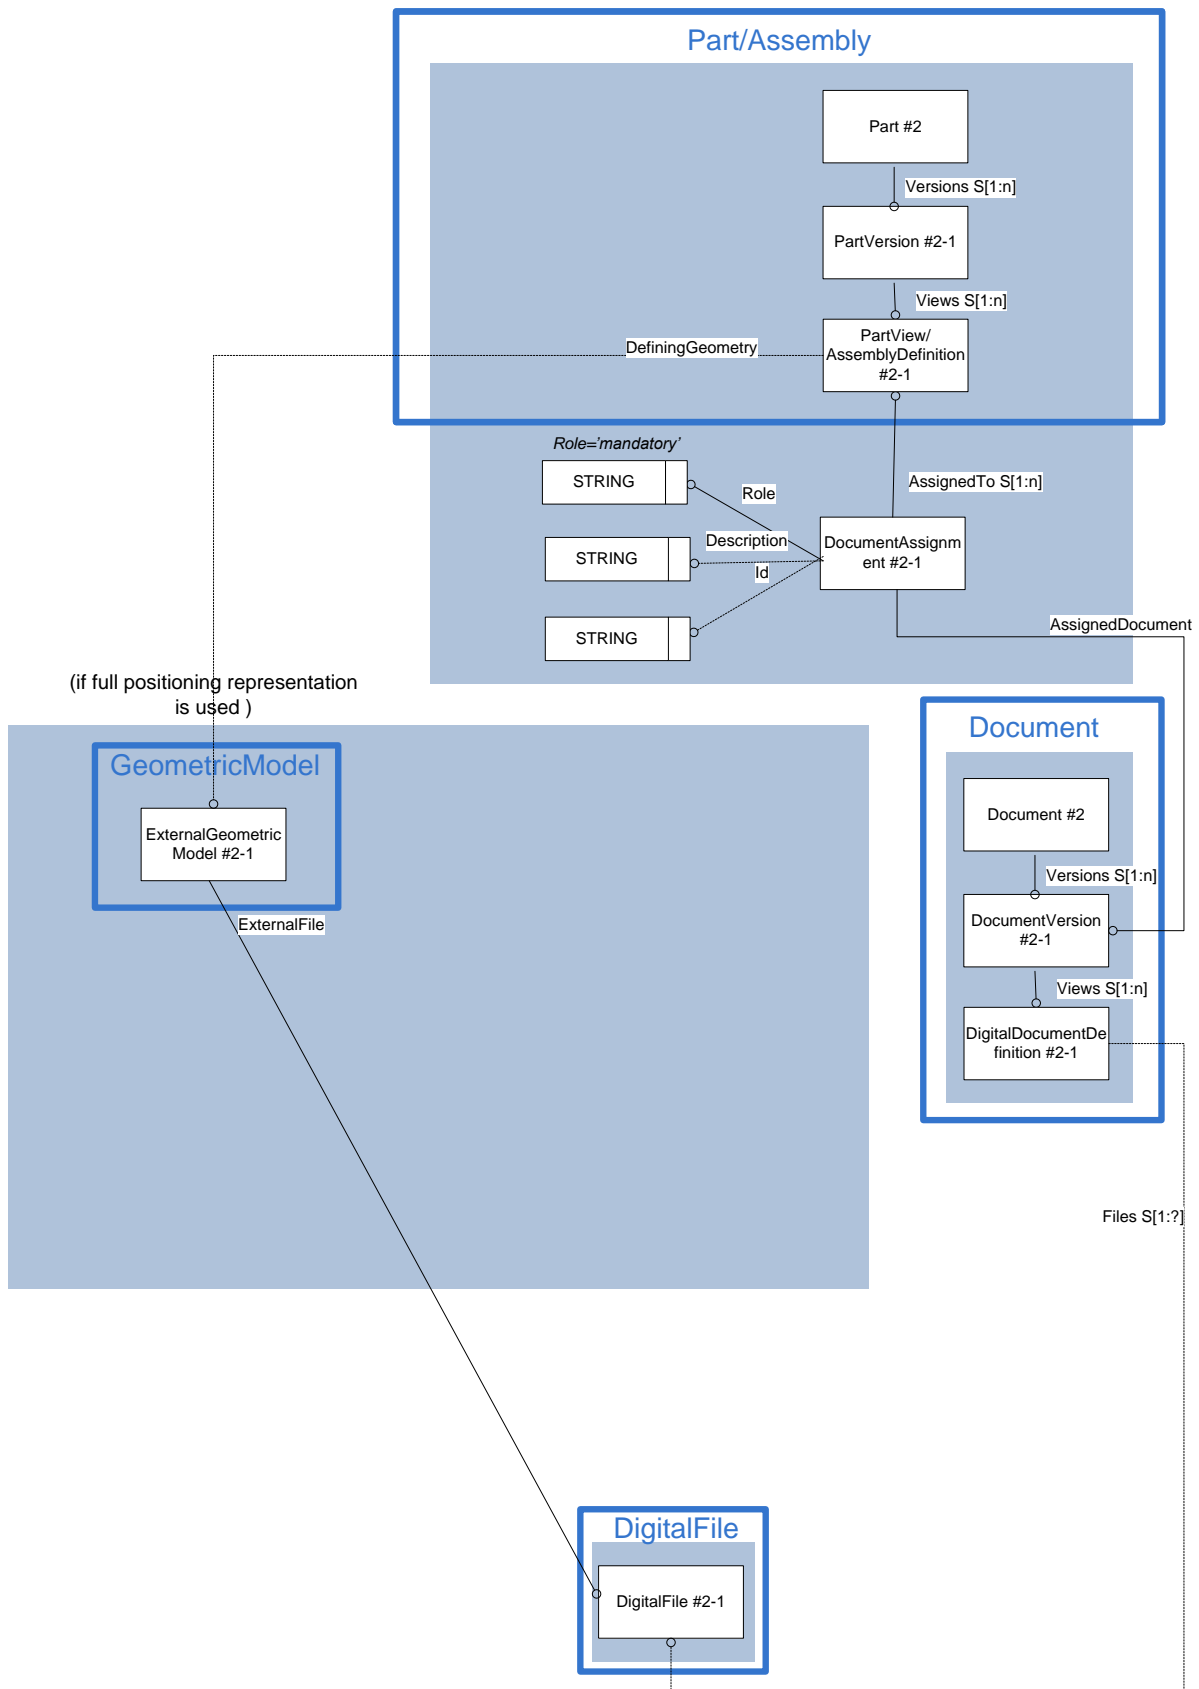 Part/Assembly
Part #2
Versions S[1:n]
PartVersion #2-1
Views S[1:n]
PartView/
AssemblyDefinition
#2-1
DefiningGeometry
Role='mandatory'
STRING
Role
AssignedTo S[1:n]
Description
STRING
DocumentAssignm
ent #2-1
Id
STRING
AssignedDocument
(if full positioning representation
is used )
Document
GeometricModel
Document #2
ExternalGeometric
Model #2-1
Versions S[1:n]
ExternalFile
DocumentVersion
#2-1
Views S[1:n]
DigitalDocumentDe
finition #2-1
Files S[1:?]
DigitalFile
DigitalFile #2-1